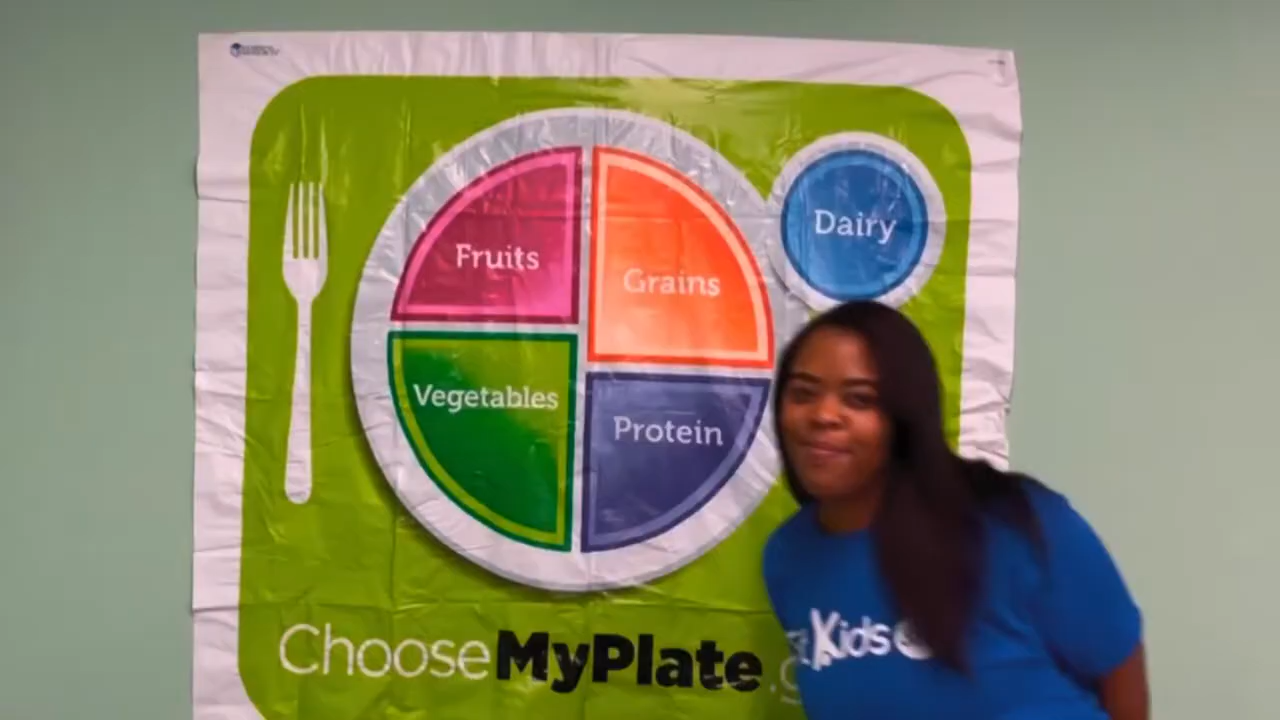 Fruits
Grains
Dairy
Vegetables
Protein
ChooseMyPlate.g
Kids